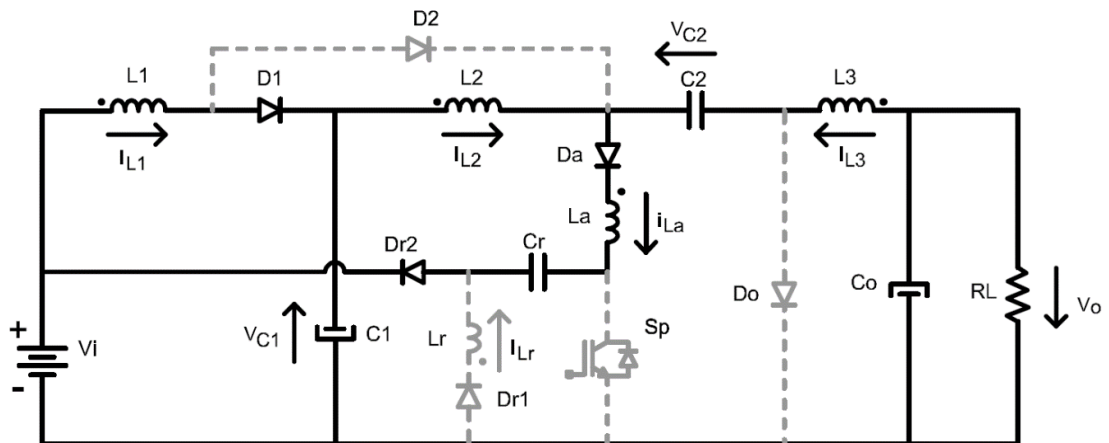 D2
VC2
L1
D1
L2
C2
L3
IL1
IL2
Da
IL3
La
iLa
Dr2
Cr
Do
Co
RL
Vo
+
Vi
-
VC1
C1
Lr
ILr
Sp
Dr1